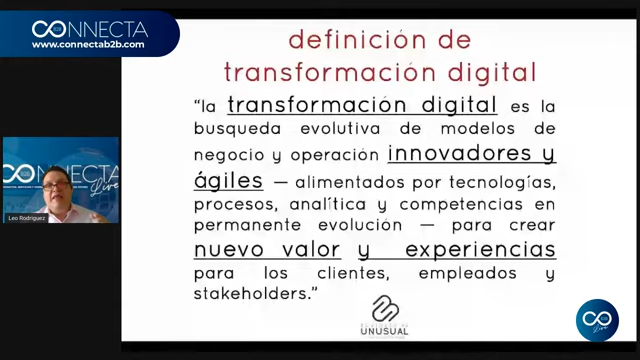 CONNECTA
www.connectab2b.com
definición de
transformación digital
“la transformación digital es la
busqueda evolutiva de modelos de
negocio y operación innovadores y
ágiles — alimentados por tecnologías,
procesos, analítica y competencias en
permanente evolución — para crear
nuevo valor y experiencias
para los clientes, empleados y
stakeholders.”
CONNECTA
Live
Leo Rodriguez
UNUSUAL
Live